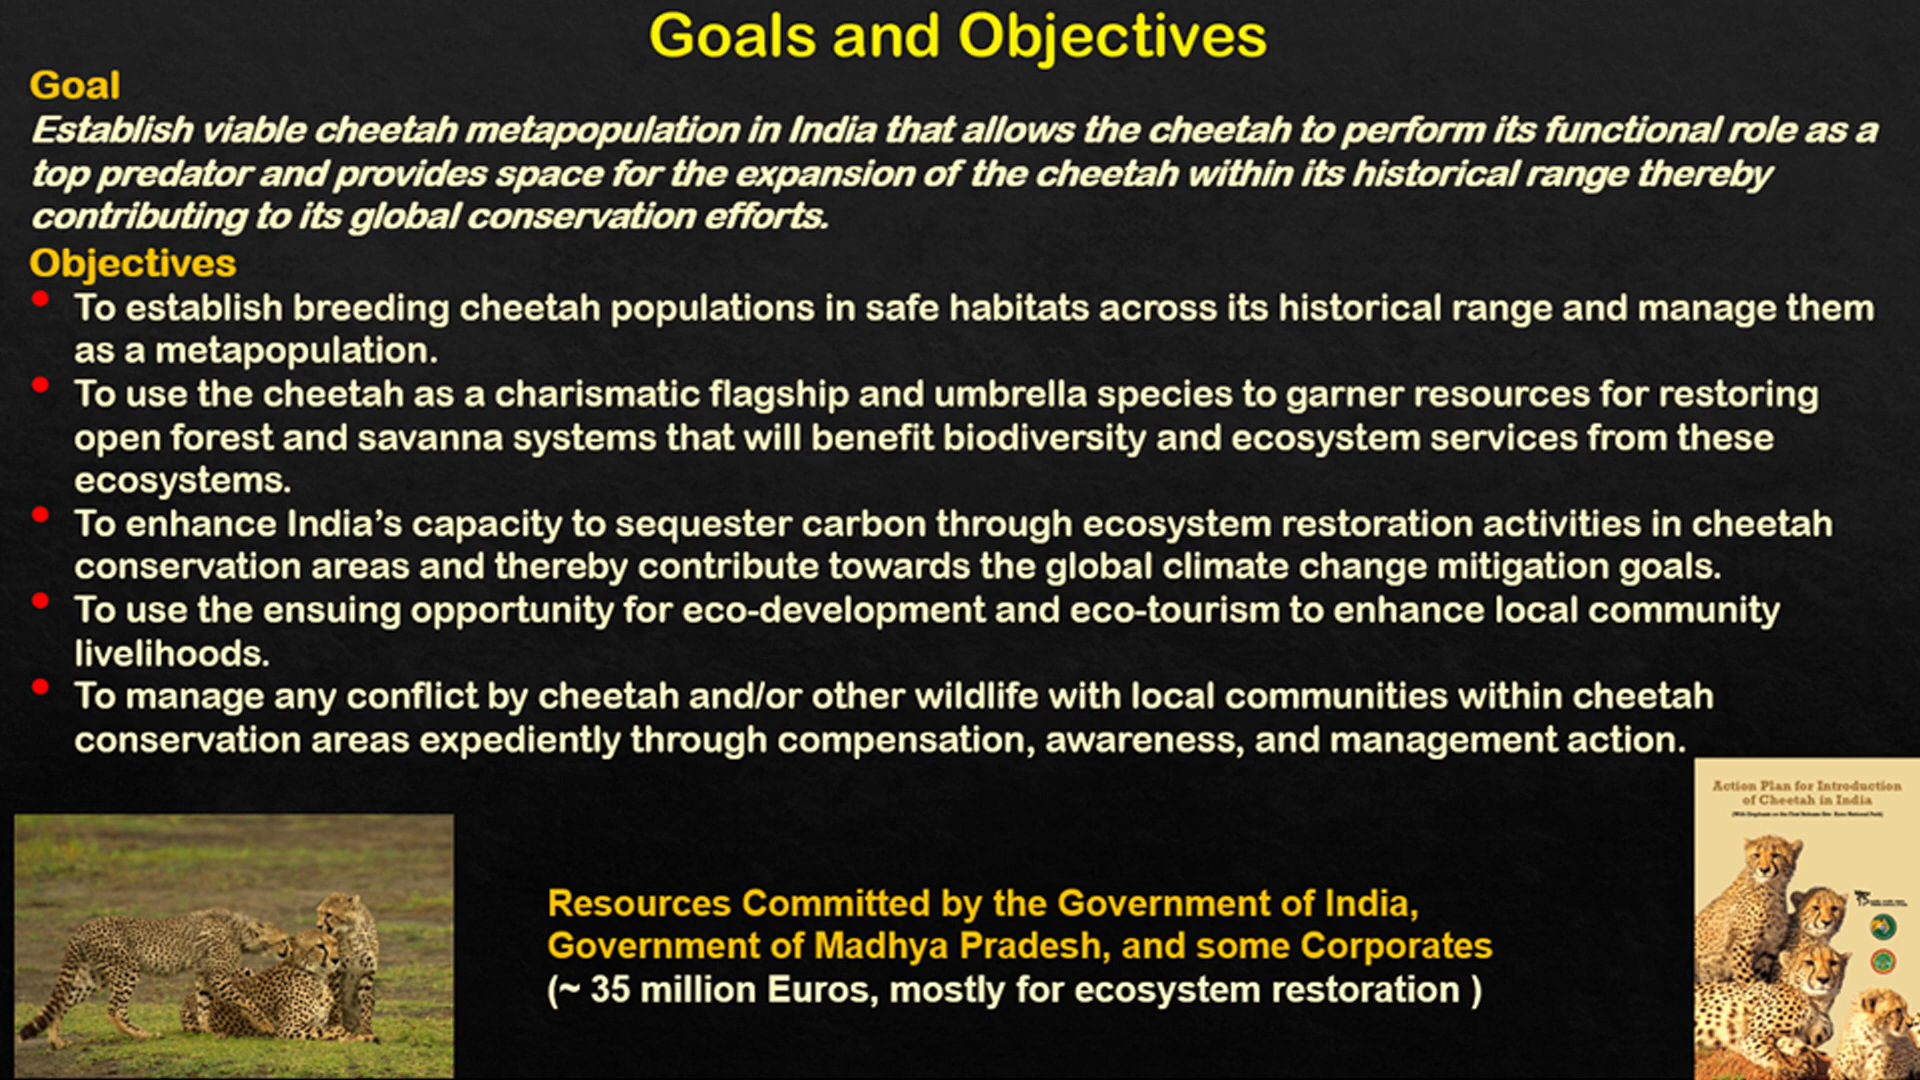 Goals and Objectives
Goal
Establish viable cheetah metapopulation in India that allows the cheetah to perform its functional role as a
top predator and provides space for the expansion of the cheetah within its historical range thereby
contributing to its global conservation efforts.
Objectives
• To establish breeding cheetah populations in safe habitats across its historical range and manage them
as a metapopulation.
• To use the cheetah as a charismatic flagship and umbrella species to garner resources for restoring
open forest and savanna systems that will benefit biodiversity and ecosystem services from these
ecosystems.
• To enhance India’s capacity to sequester carbon through ecosystem restoration activities in cheetah
conservation areas and thereby contribute towards the global climate change mitigation goals.
• To use the ensuing opportunity for eco-development and eco-tourism to enhance local community
livelihoods.
• To manage any conflict by cheetah and/or other wildlife with local communities within cheetah
conservation areas expediently through compensation, awareness, and management action.
Action Plan for Introduction
of Cheetah in India
Resources Committed by the Government of India,
Government of Madhya Pradesh, and some Corporates
(~ 35 million Euros, mostly for ecosystem restoration )